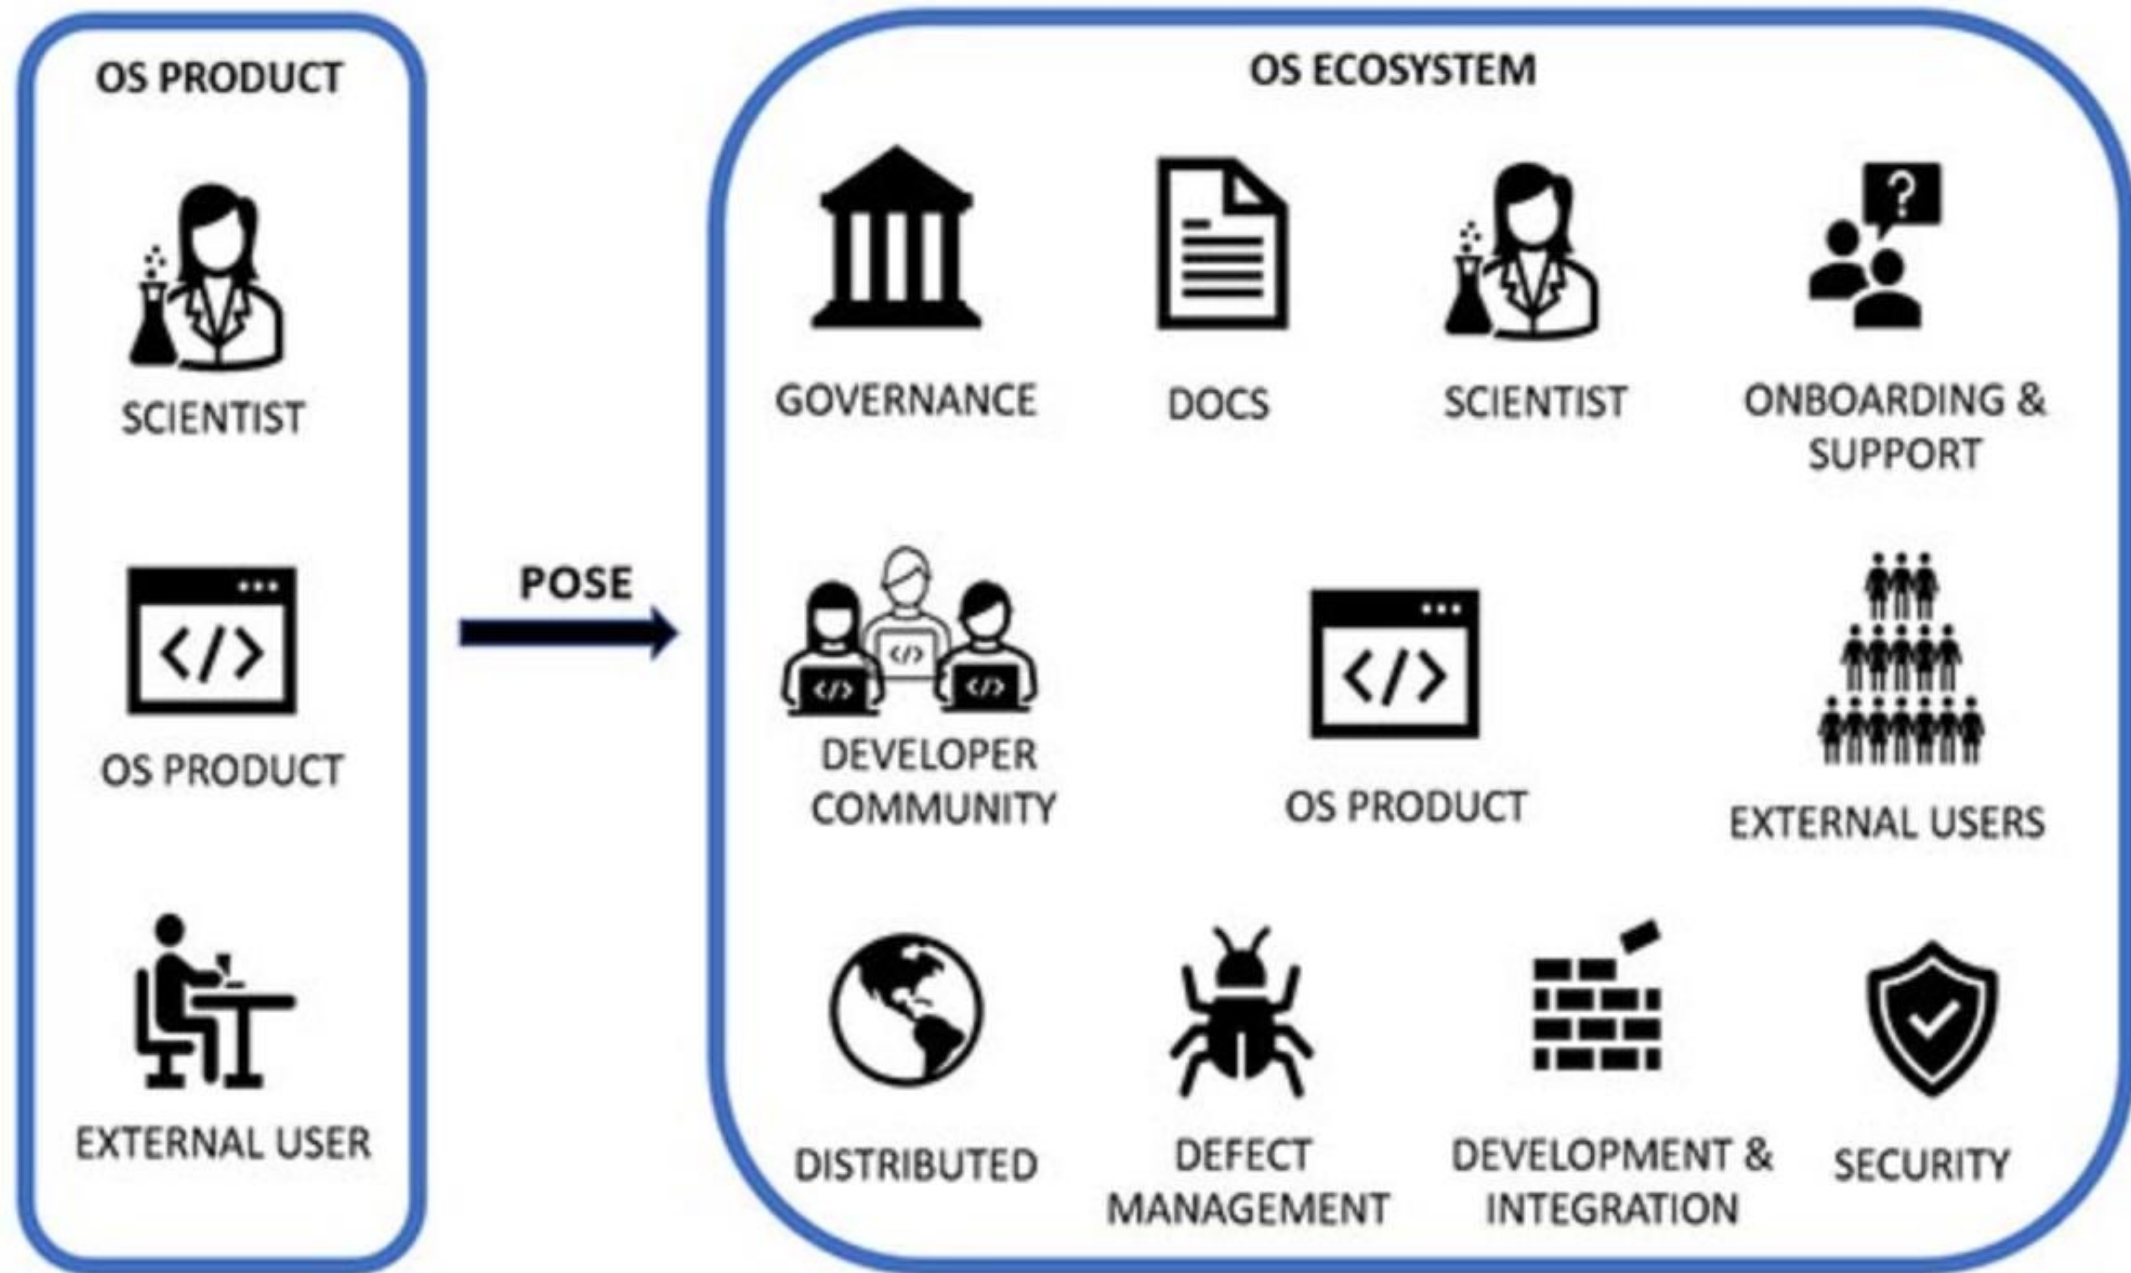 OS PRODUCT
SCIENTIST
</>
OS PRODUCT
EXTERNAL USER
POSE
OS ECOSYSTEM
GOVERNANCE
DOCS
SCIENTIST
?
ONBOARDING &
SUPPORT
</>
</>
</>
DEVELOPER
COMMUNITY
</>
OS PRODUCT
EXTERNAL USERS
DISTRIBUTED
DEFECT
MANAGEMENT
DEVELOPMENT &
INTEGRATION
SECURITY